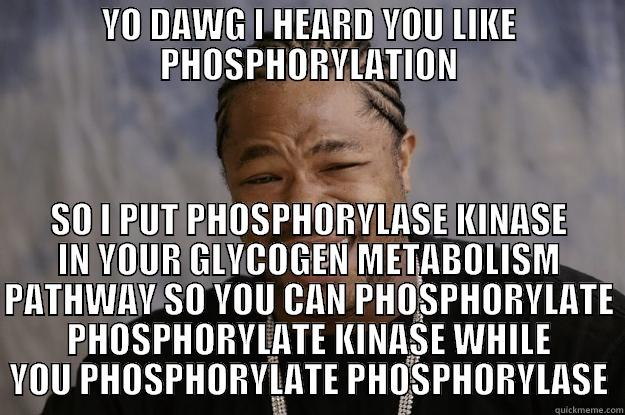 YO DAWG I HEARD YOU LIKE
PHOSPHORYLATION
SO I PUT PHOSPHORYLASE KINASE
IN YOUR GLYCOGEN METABOLISM
PATHWAY SO YOU CAN PHOSPHORYLATE
PHOSPHORYLATE KINASE WHILE
YOU PHOSPHORYLATE PHOSPHORYLASE
quickmeme.com